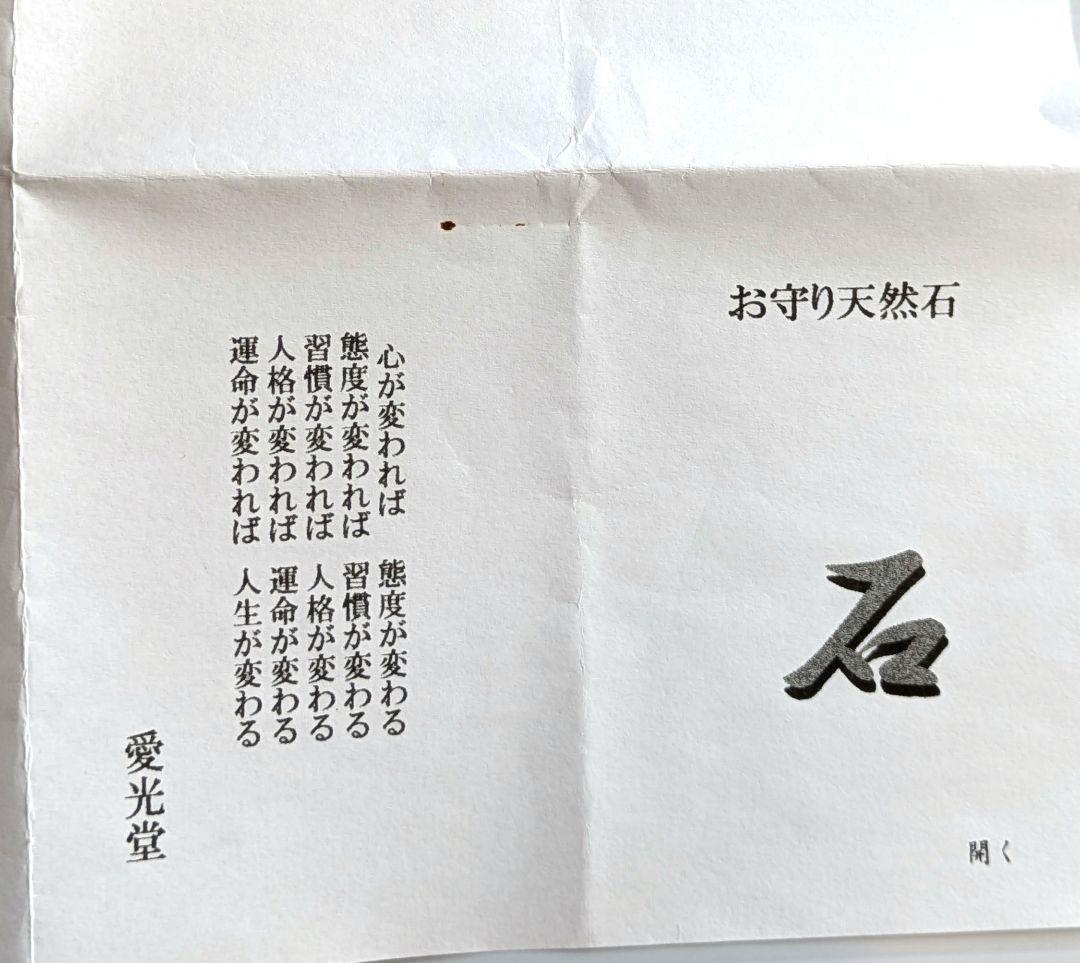 お守り天然石
石
開く
心が変われば　態度が変わる
態度が変われば　習慣が変わる
習慣が変われば　人格が変わる
人格が変われば　運命が変わる
運命が変われば　人生が変わる
愛光堂